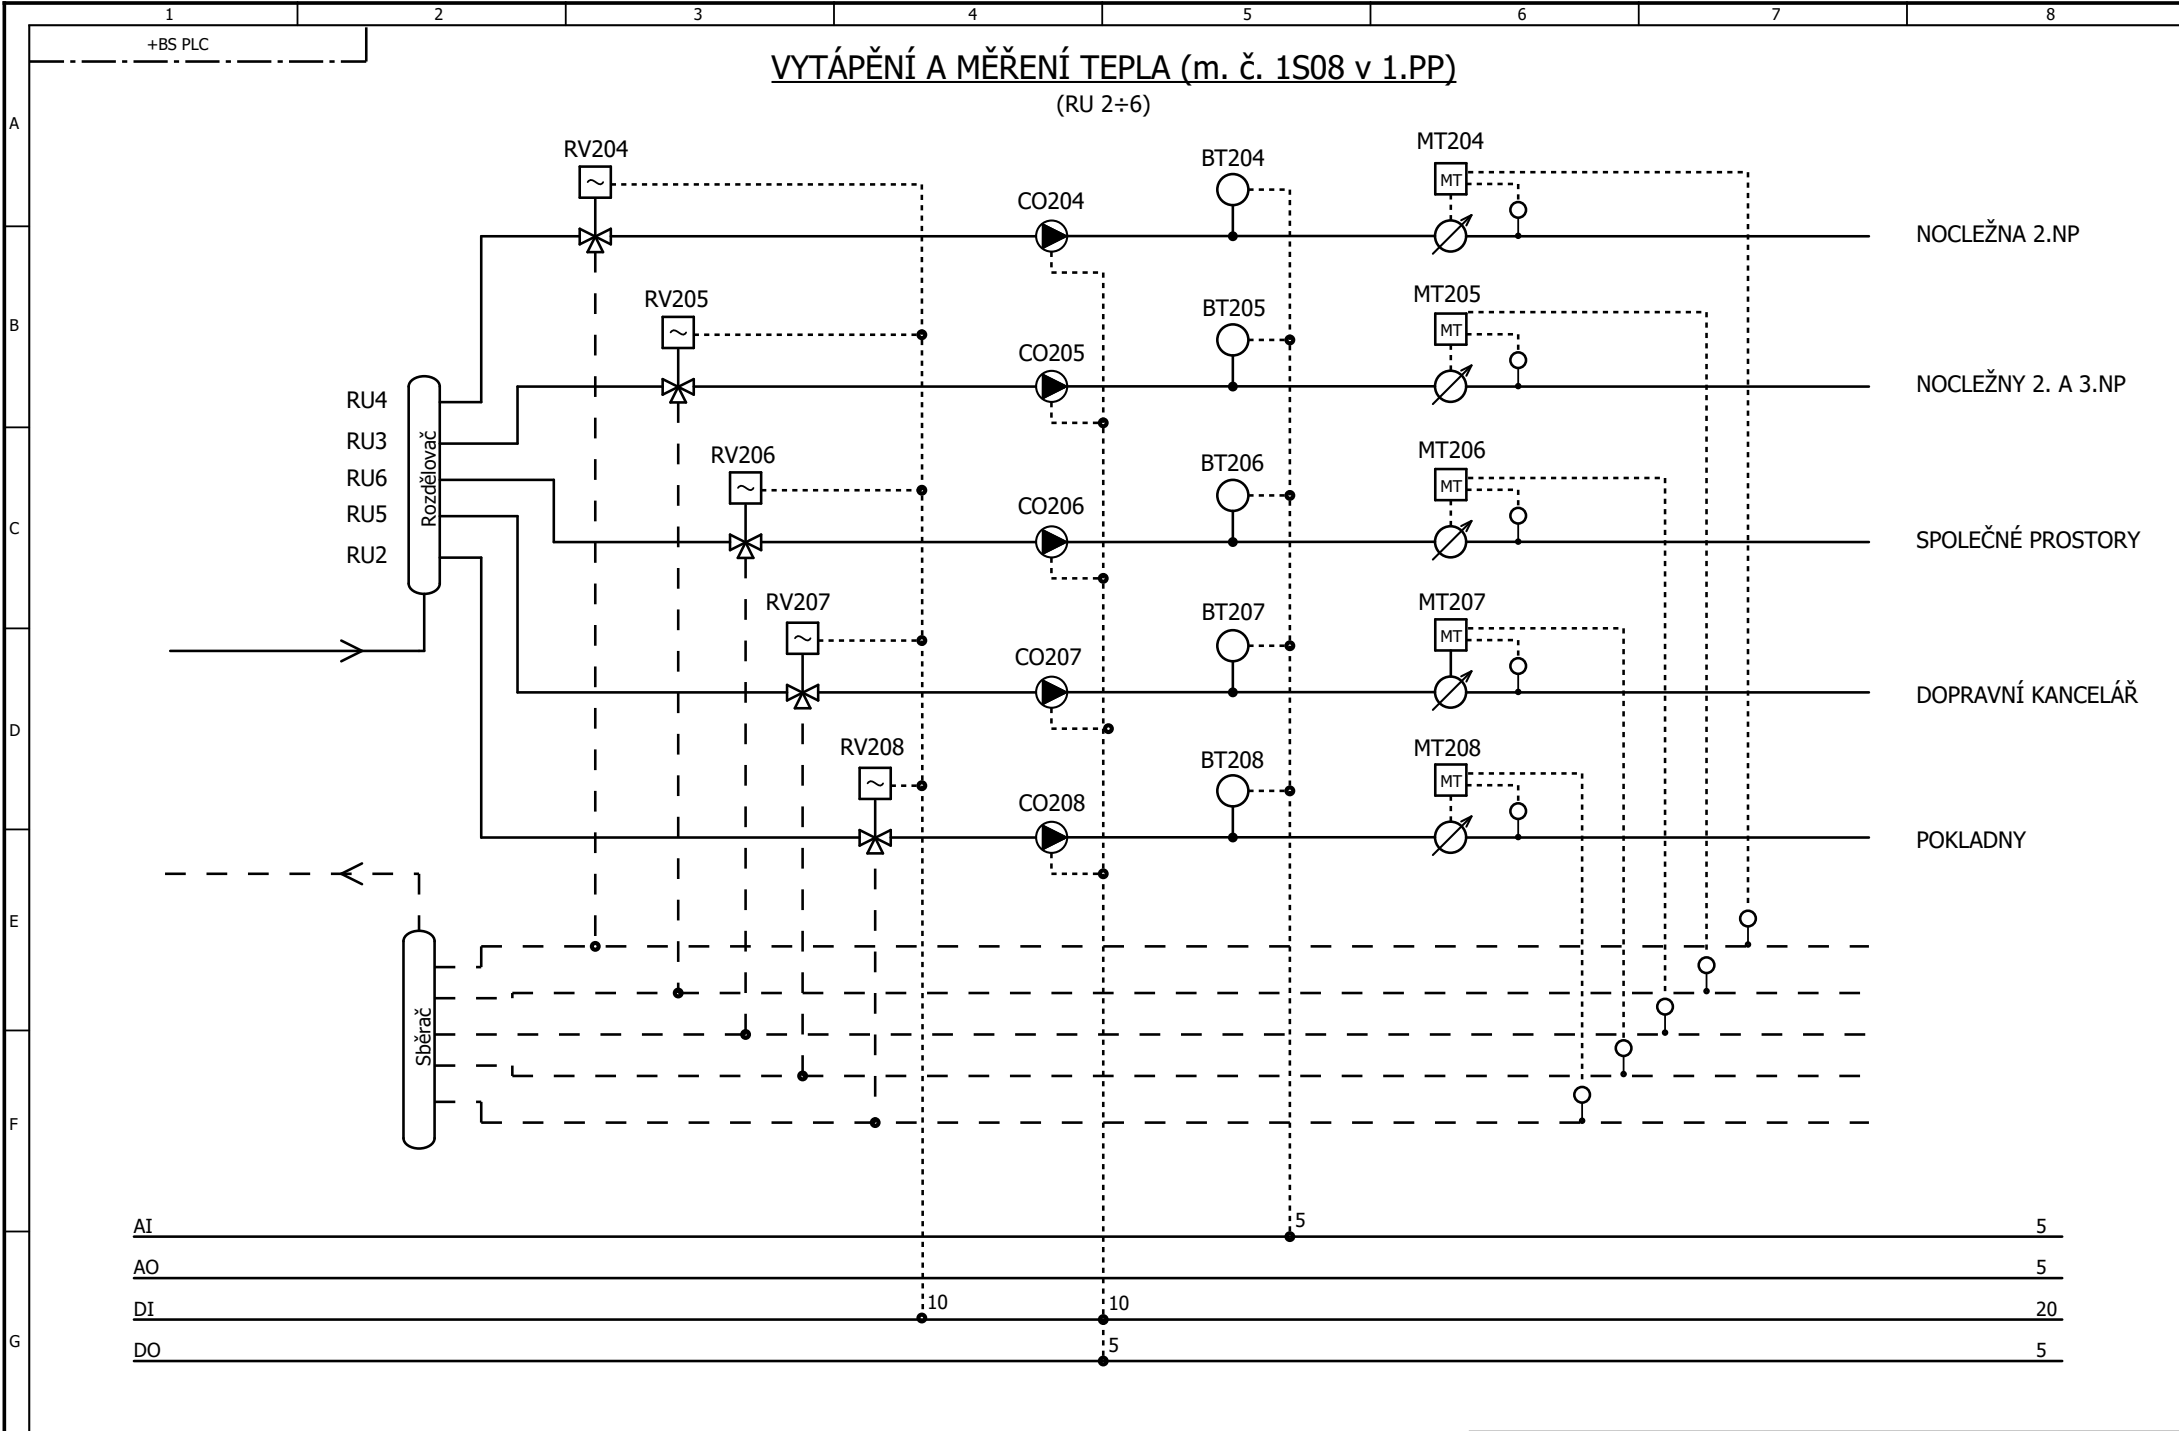 1 2 3 4 5 6 7 8
+BS PLC
VYTÁPĚNÍ A MĚŘENÍ TEPLA (m. č. 1S08 v 1.PP)
(RU 2÷6)
A
RV204
BT204
MT204
MT
CO204
NOCLEŽNA 2.NP
B
RV205
BT205
MT205
MT
CO205
NOCLEŽNY 2. A 3.NP
RU4
RU3
RU6
RU5
RU2
Rozdělovač
C
RV206
BT206
MT206
MT
CO206
SPOLEČNÉ PROSTORY
RV207
BT207
MT207
MT
CO207
DOPRAVNÍ KANCELÁŘ
D
RV208
BT208
MT208
MT
CO208
POKLADNY
E
Sběrač
F
AI 5 5
AO 5
DI 10 10 20
DO 5 5
G